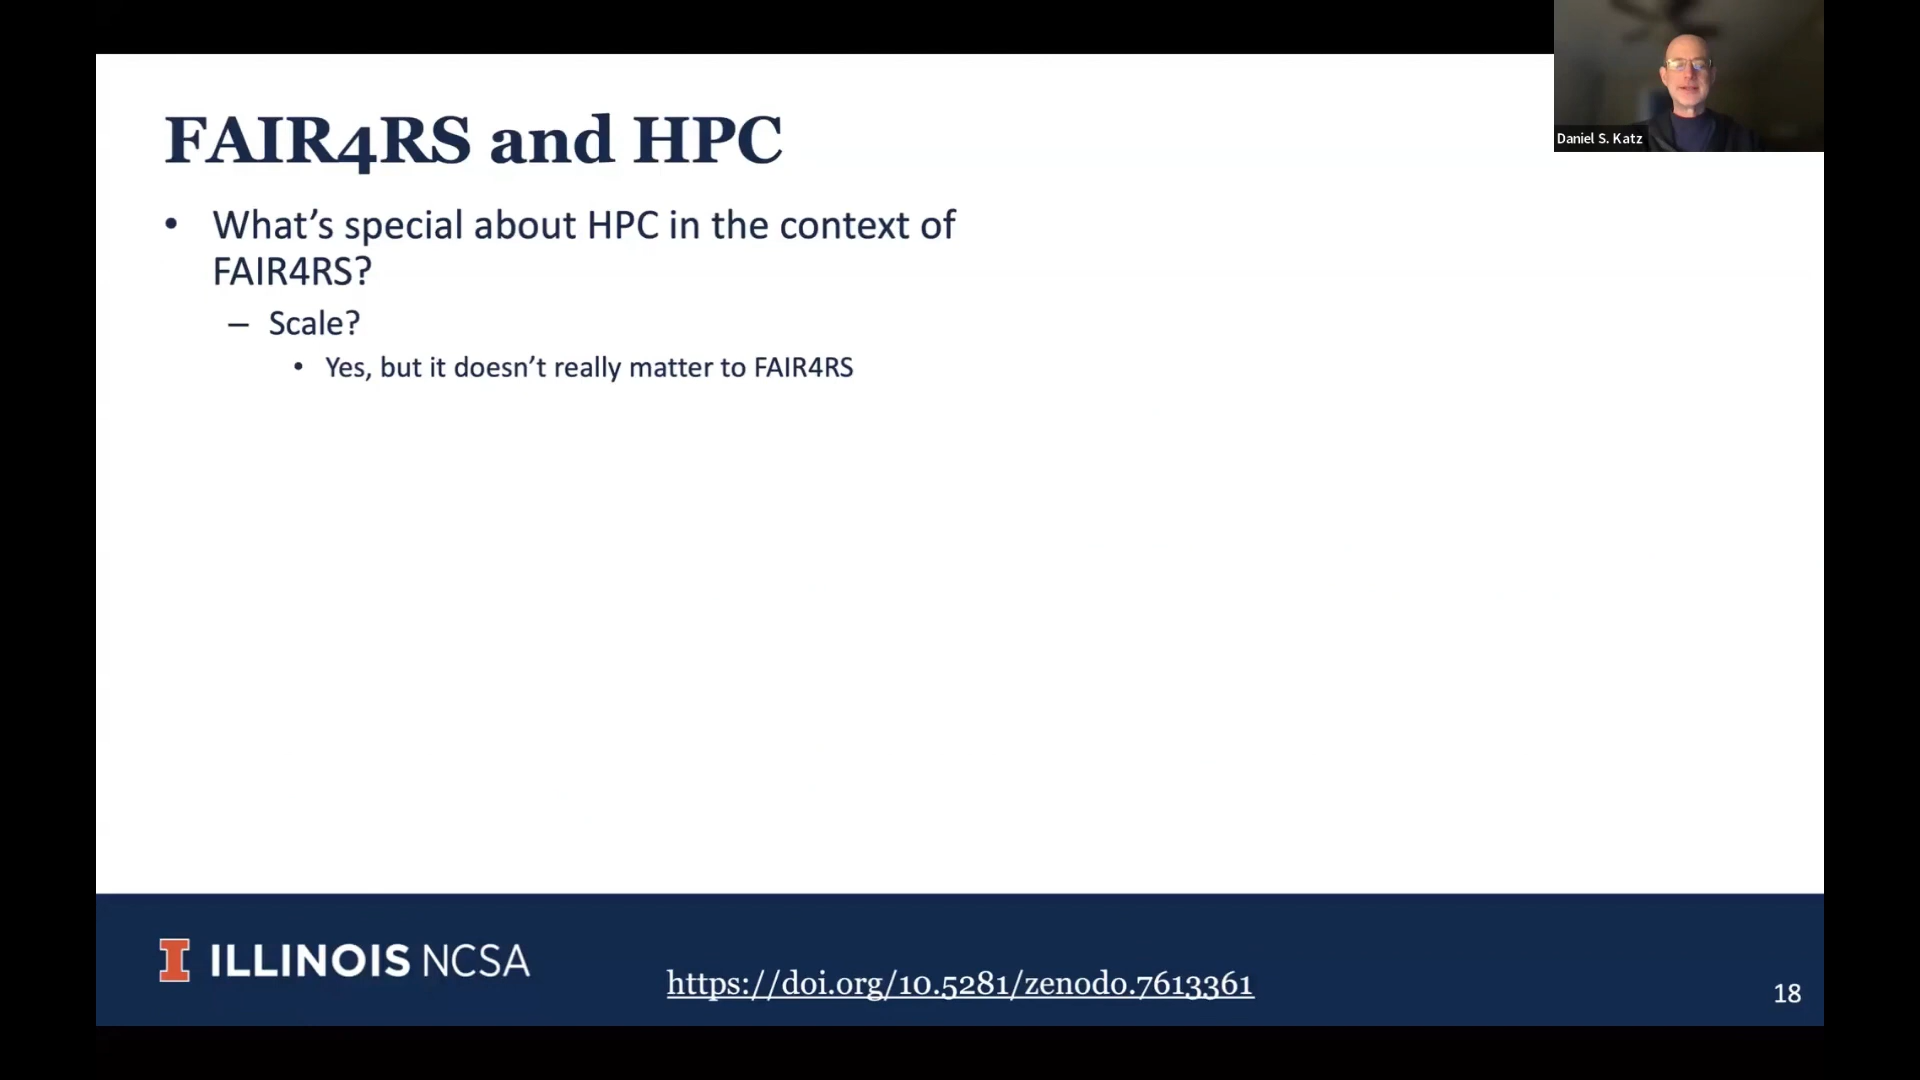 FAIR4RS and HPC
Daniel S. Katz
• What's special about HPC in the context of
FAIR4RS?
– Scale?
• Yes, but it doesn't really matter to FAIR4RS
I ILLINOIS NCSA
https://doi.org/10.5281/zenodo.7613361
18